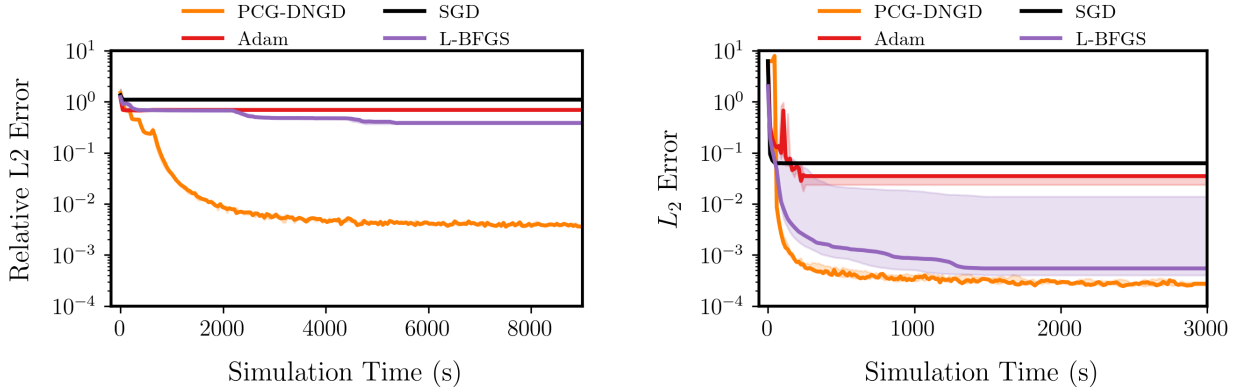 PCG-DNGD SGD
Adam L-BFGS
Relative L2 Error
10^1
10^0
10^{-1}
10^{-2}
10^{-3}
10^{-4}
0 2000 4000 6000 8000
Simulation Time (s)
PCG-DNGD SGD
Adam L-BFGS
L_2 Error
10^1
10^0
10^{-1}
10^{-2}
10^{-3}
10^{-4}
0 1000 2000 3000
Simulation Time (s)